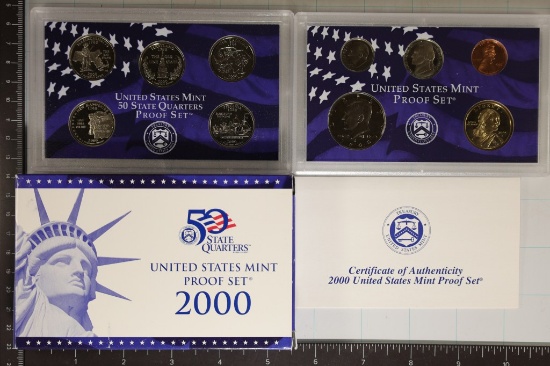 UNITED STATES MINT
50 STATE QUARTERS
PROOF SET®
UNITED STATES MINT
PROOF SET®
50
STATE
QUARTERS
UNITED STATES MINT
PROOF SET®
2000
Certificate of Authenticity
2000 United States Mint Proof Set®